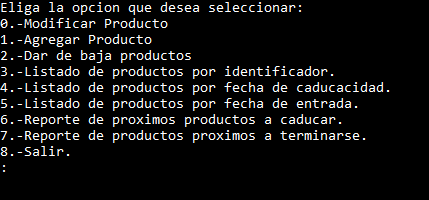 Eliga la opcion que desea seleccionar:
0.-Modificar Producto
1.-Agregar Producto
2.-Dar de baja productos
3.-Listado de productos por identificador.
4.-Listado de productos por fecha de caducacidad.
5.-Listado de productos por fecha de entrada.
6.-Reporte de proximos productos a caducar.
7.-Reporte de productos proximos a terminarse.
8.-Salir.
: